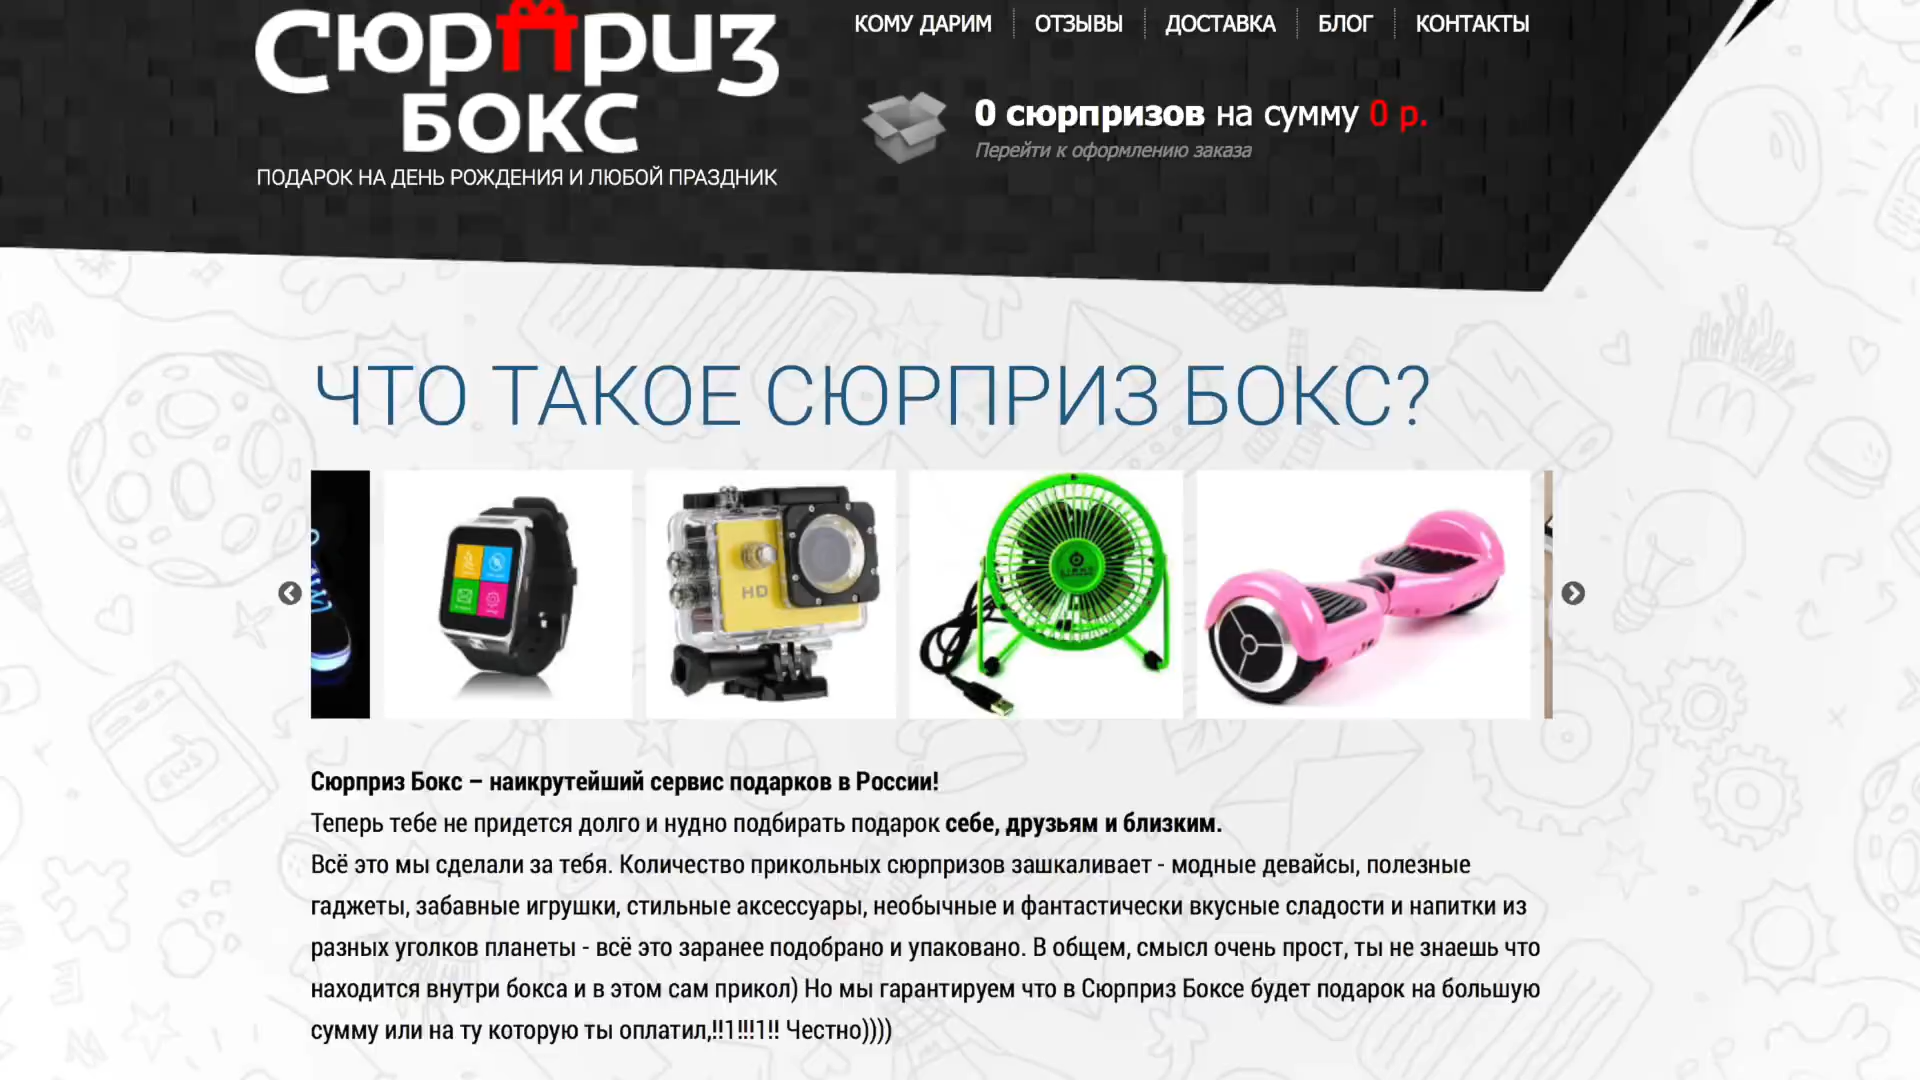 СЮРПРИЗ
БОКС
ПОДАРОК НА ДЕНЬ РОЖДЕНИЯ И ЛЮБОЙ ПРАЗДНИК
КОМУ ДАРИМ ОТЗЫВЫ ДОСТАВКА БЛОГ КОНТАКТЫ
0 сюрпризов на сумму 0 р.
Перейти к оформлению заказа
ЧТО ТАКОЕ СЮРПРИЗ БОКС?
HD
Сюрприз Бокс – наикрутейший сервис подарков в России!
Теперь тебе не придется долго и нудно подбирать подарок себе, друзьям и близким.
Всё это мы сделали за тебя. Количество прикольных сюрпризов зашкаливает - модные девайсы, полезные
гаджеты, забавные игрушки, стильные аксессуары, необычные и фантастически вкусные сладости и напитки из
разных уголков планеты - всё это заранее подобрано и упаковано. В общем, смысл очень прост, ты не знаешь что
находится внутри бокса и в этом сам прикол) Но мы гарантируем что в Сюрприз Боксе будет подарок на большую
сумму или на ту которую ты оплатил,!!1!!!1!! Честно))))